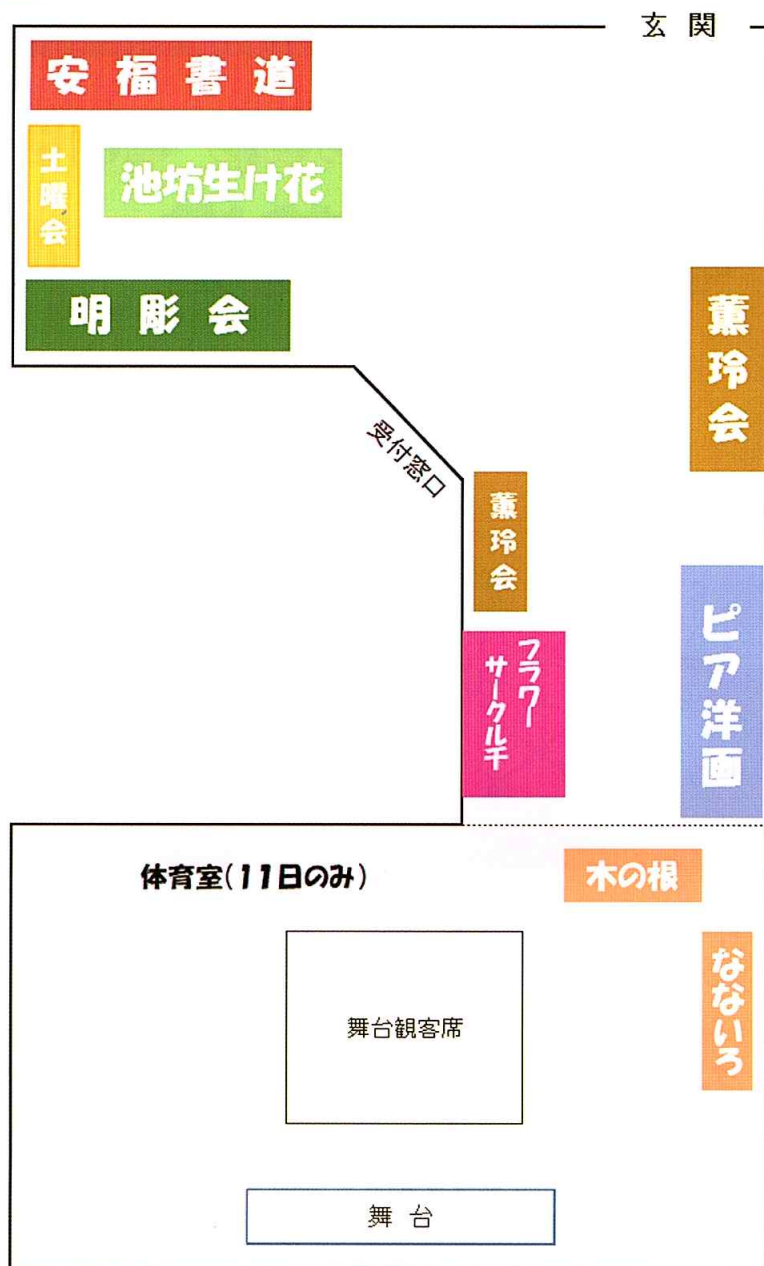 玄関
安福書道
土曜会
池坊生け花
明彫会
薫玲会
受付窓口
薫玲会
フラワー
サークル千
ピア洋画
体育室(11日のみ)
木の根
なないろ
舞台観客席
舞台